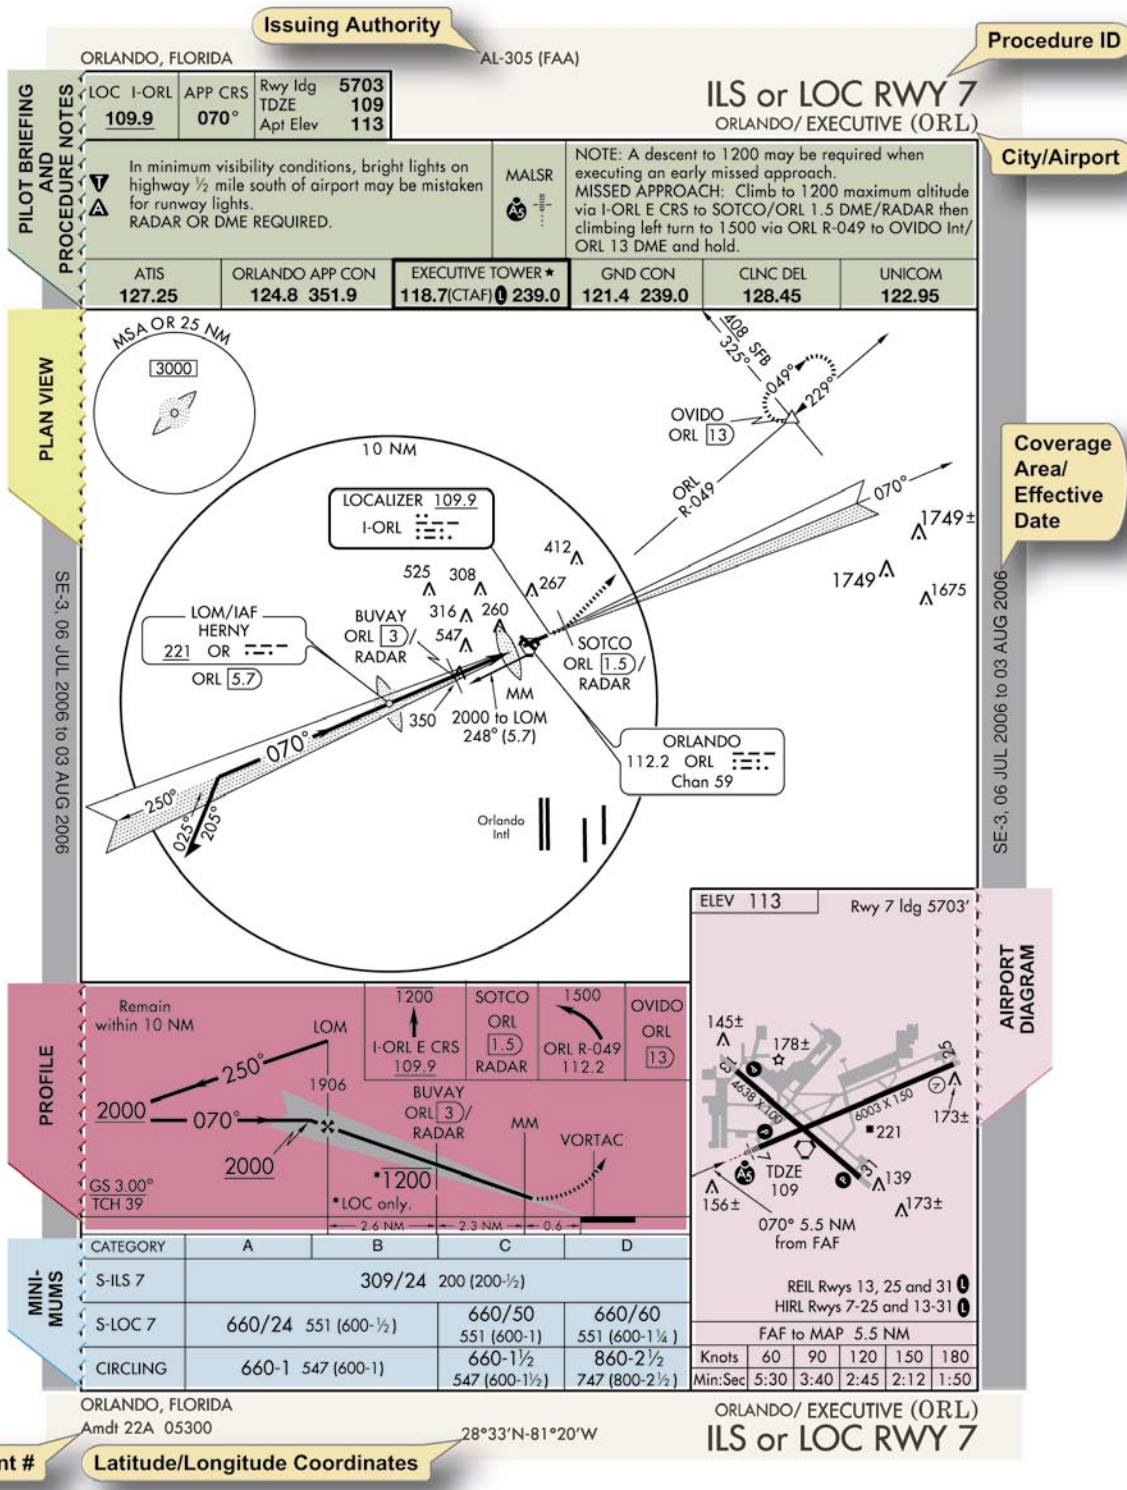 Issuing Authority
ORLANDO, FLORIDA
AL-305 (FAA)
Procedure ID
ILS or LOC RWY 7
ORLANDO/ EXECUTIVE (ORL)
City/Airport
PILOT BRIEFING
AND
PROCEDURE NOTES
LOC I-ORL
109.9
APP CRS
070°
Rwy ldg 5703
TDZE 109
Apt Elev 113
T
A
In minimum visibility conditions, bright lights on
highway ½ mile south of airport may be mistaken
for runway lights.
RADAR OR DME REQUIRED.
MALSR
A5
NOTE: A descent to 1200 may be required when
executing an early missed approach.
MISSED APPROACH: Climb to 1200 maximum altitude
via I-ORL E CRS to SOTCO/ORL 1.5 DME/RADAR then
climbing left turn to 1500 via ORL R-049 to OVIDO Int/
ORL 13 DME and hold.
ATIS
127.25
ORLANDO APP CON
124.8 351.9
EXECUTIVE TOWER★
118.7(CTAF) L 239.0
GND CON
121.4 239.0
CLNC DEL
128.45
UNICOM
122.95
PLAN VIEW
MSA OR 25 NM
3000
408 SFB
325°
049°
229°
OVIDO
ORL 13
ORL
R-049
Coverage
Area/
Effective
Date
10 NM
LOCALIZER 109.9
I-ORL
070°
1749±
1749
1675
412
525
308
267
316
260
547
LOM/IAF
HERNY
221 OR
ORL 5.7
BUVAY
ORL 3/
RADAR
SOTCO
ORL 1.5/
RADAR
350
MM
2000 to LOM
248° (5.7)
070°
250°
025°
205°
ORLANDO
112.2 ORL
Chan 59
Orlando
Intl
SE-3, 06 JUL 2006 to 03 AUG 2006
SE-3, 06 JUL 2006 to 03 AUG 2006
AIRPORT
DIAGRAM
ELEV 113
Rwy 7 ldg 5703'
145±
178±
13
25
4638 X 100
6003 X 150
V
173±
P
P
P
221
7
31
A5
TDZE
109
139
156±
173±
070° 5.5 NM
from FAF
REIL Rwys 13, 25 and 31 L
HIRL Rwys 7-25 and 13-31 L
FAF to MAP 5.5 NM
Knots 60 90 120 150 180
Min:Sec 5:30 3:40 2:45 2:12 1:50
PROFILE
Remain
within 10 NM
LOM
1200
I-ORL E CRS
109.9
SOTCO
ORL
1.5
RADAR
1500
ORL R-049
112.2
OVIDO
ORL
13
250°
1906
2000
070°
BUVAY
ORL 3/
RADAR
MM
VORTAC
2000
*1200
*LOC only.
GS 3.00°
TCH 39
2.6 NM
2.3 NM
0.6
MINI-
MUMS
CATEGORY A B C D
S-ILS 7 309/24 200 (200-½)
S-LOC 7 660/24 551 (600-½) 660/50 551 (600-1) 660/60 551 (600-1¼)
CIRCLING 660-1 547 (600-1) 660-1½ 547 (600-1½) 860-2½ 747 (800-2½)
ORLANDO, FLORIDA
Amdt 22A 05300
28°33'N-81°20'W
ORLANDO/ EXECUTIVE (ORL)
ILS or LOC RWY 7
nt #
Latitude/Longitude Coordinates